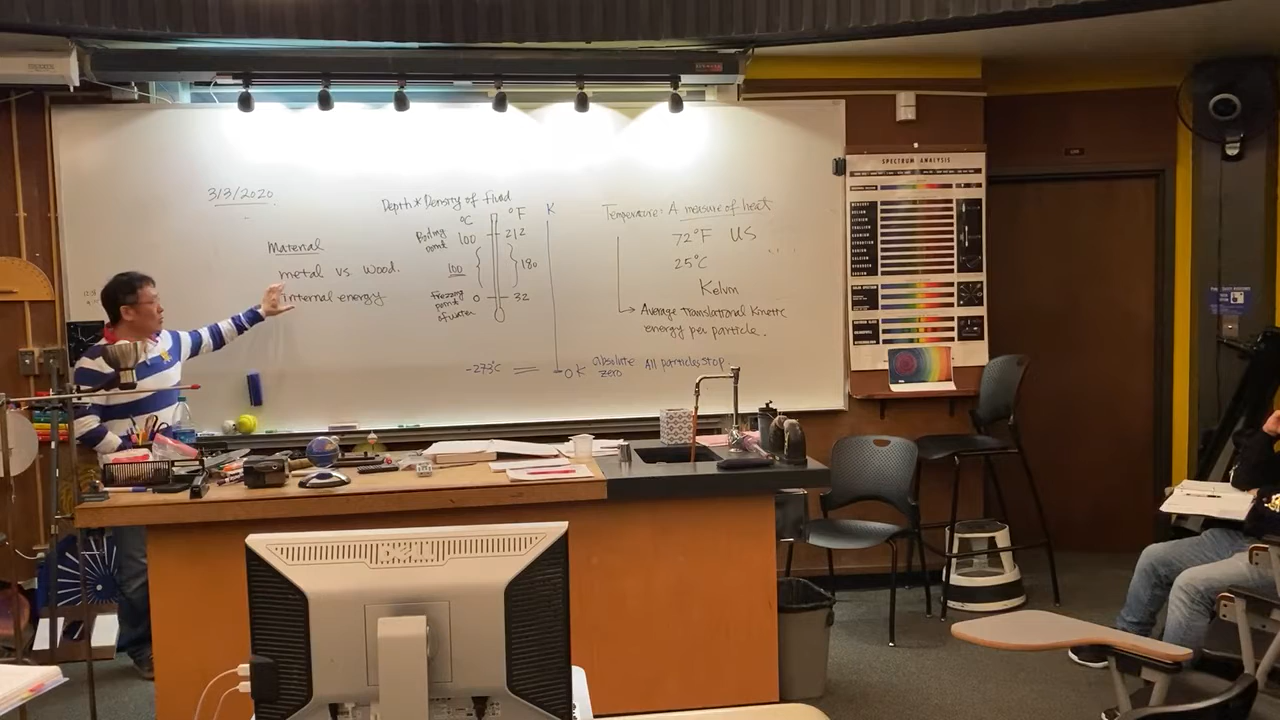 3/3/2020
Material
metal vs. wood.
internal energy
Depth * Density of fluid
°C °F K
Boiling point 100 212
100 180
freezing point of water 0 32
-273°C = 0K absolute zero All particles stop.
Temperature: A measure of heat
72°F US
25°C
Kelvin
Average Translational Kinetic
energy per particle.
SPECTRUM ANALYSIS